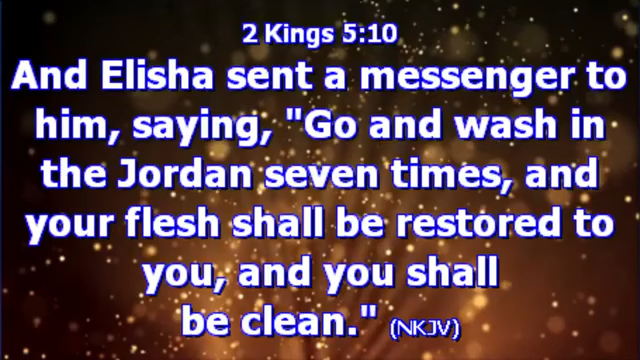 2 Kings 5:10
And Elisha sent a messenger to
him, saying, "Go and wash in
the Jordan seven times, and
your flesh shall be restored to
you, and you shall
be clean." (NKJV)